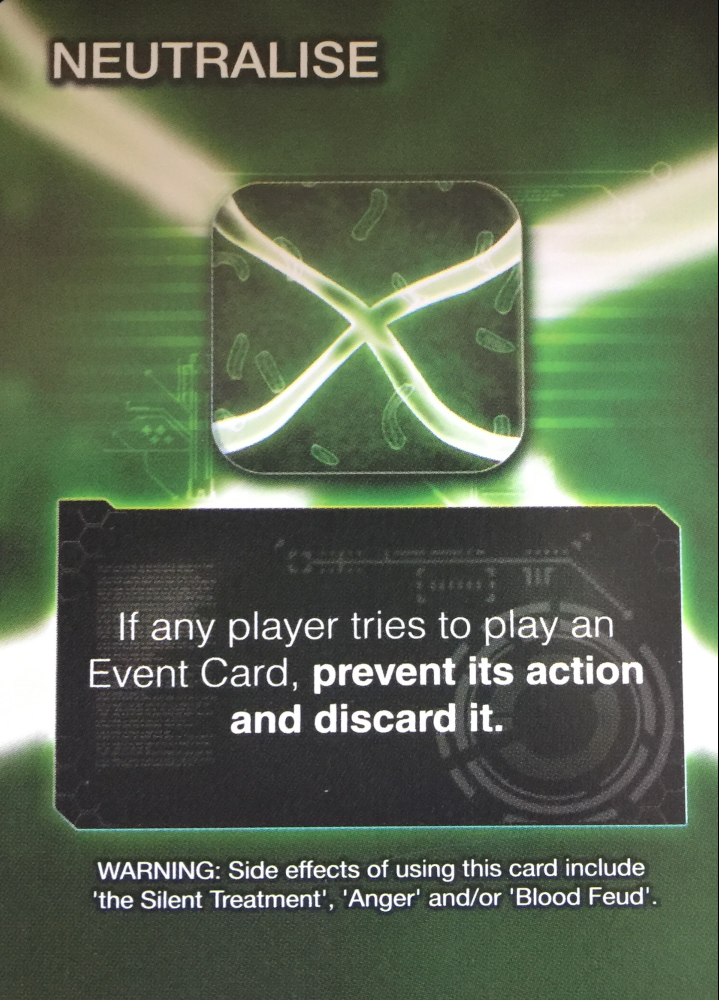 NEUTRALISE
If any player tries to play an
Event Card, prevent its action
and discard it.
WARNING: Side effects of using this card include
'the Silent Treatment', 'Anger' and/or 'Blood Feud'.